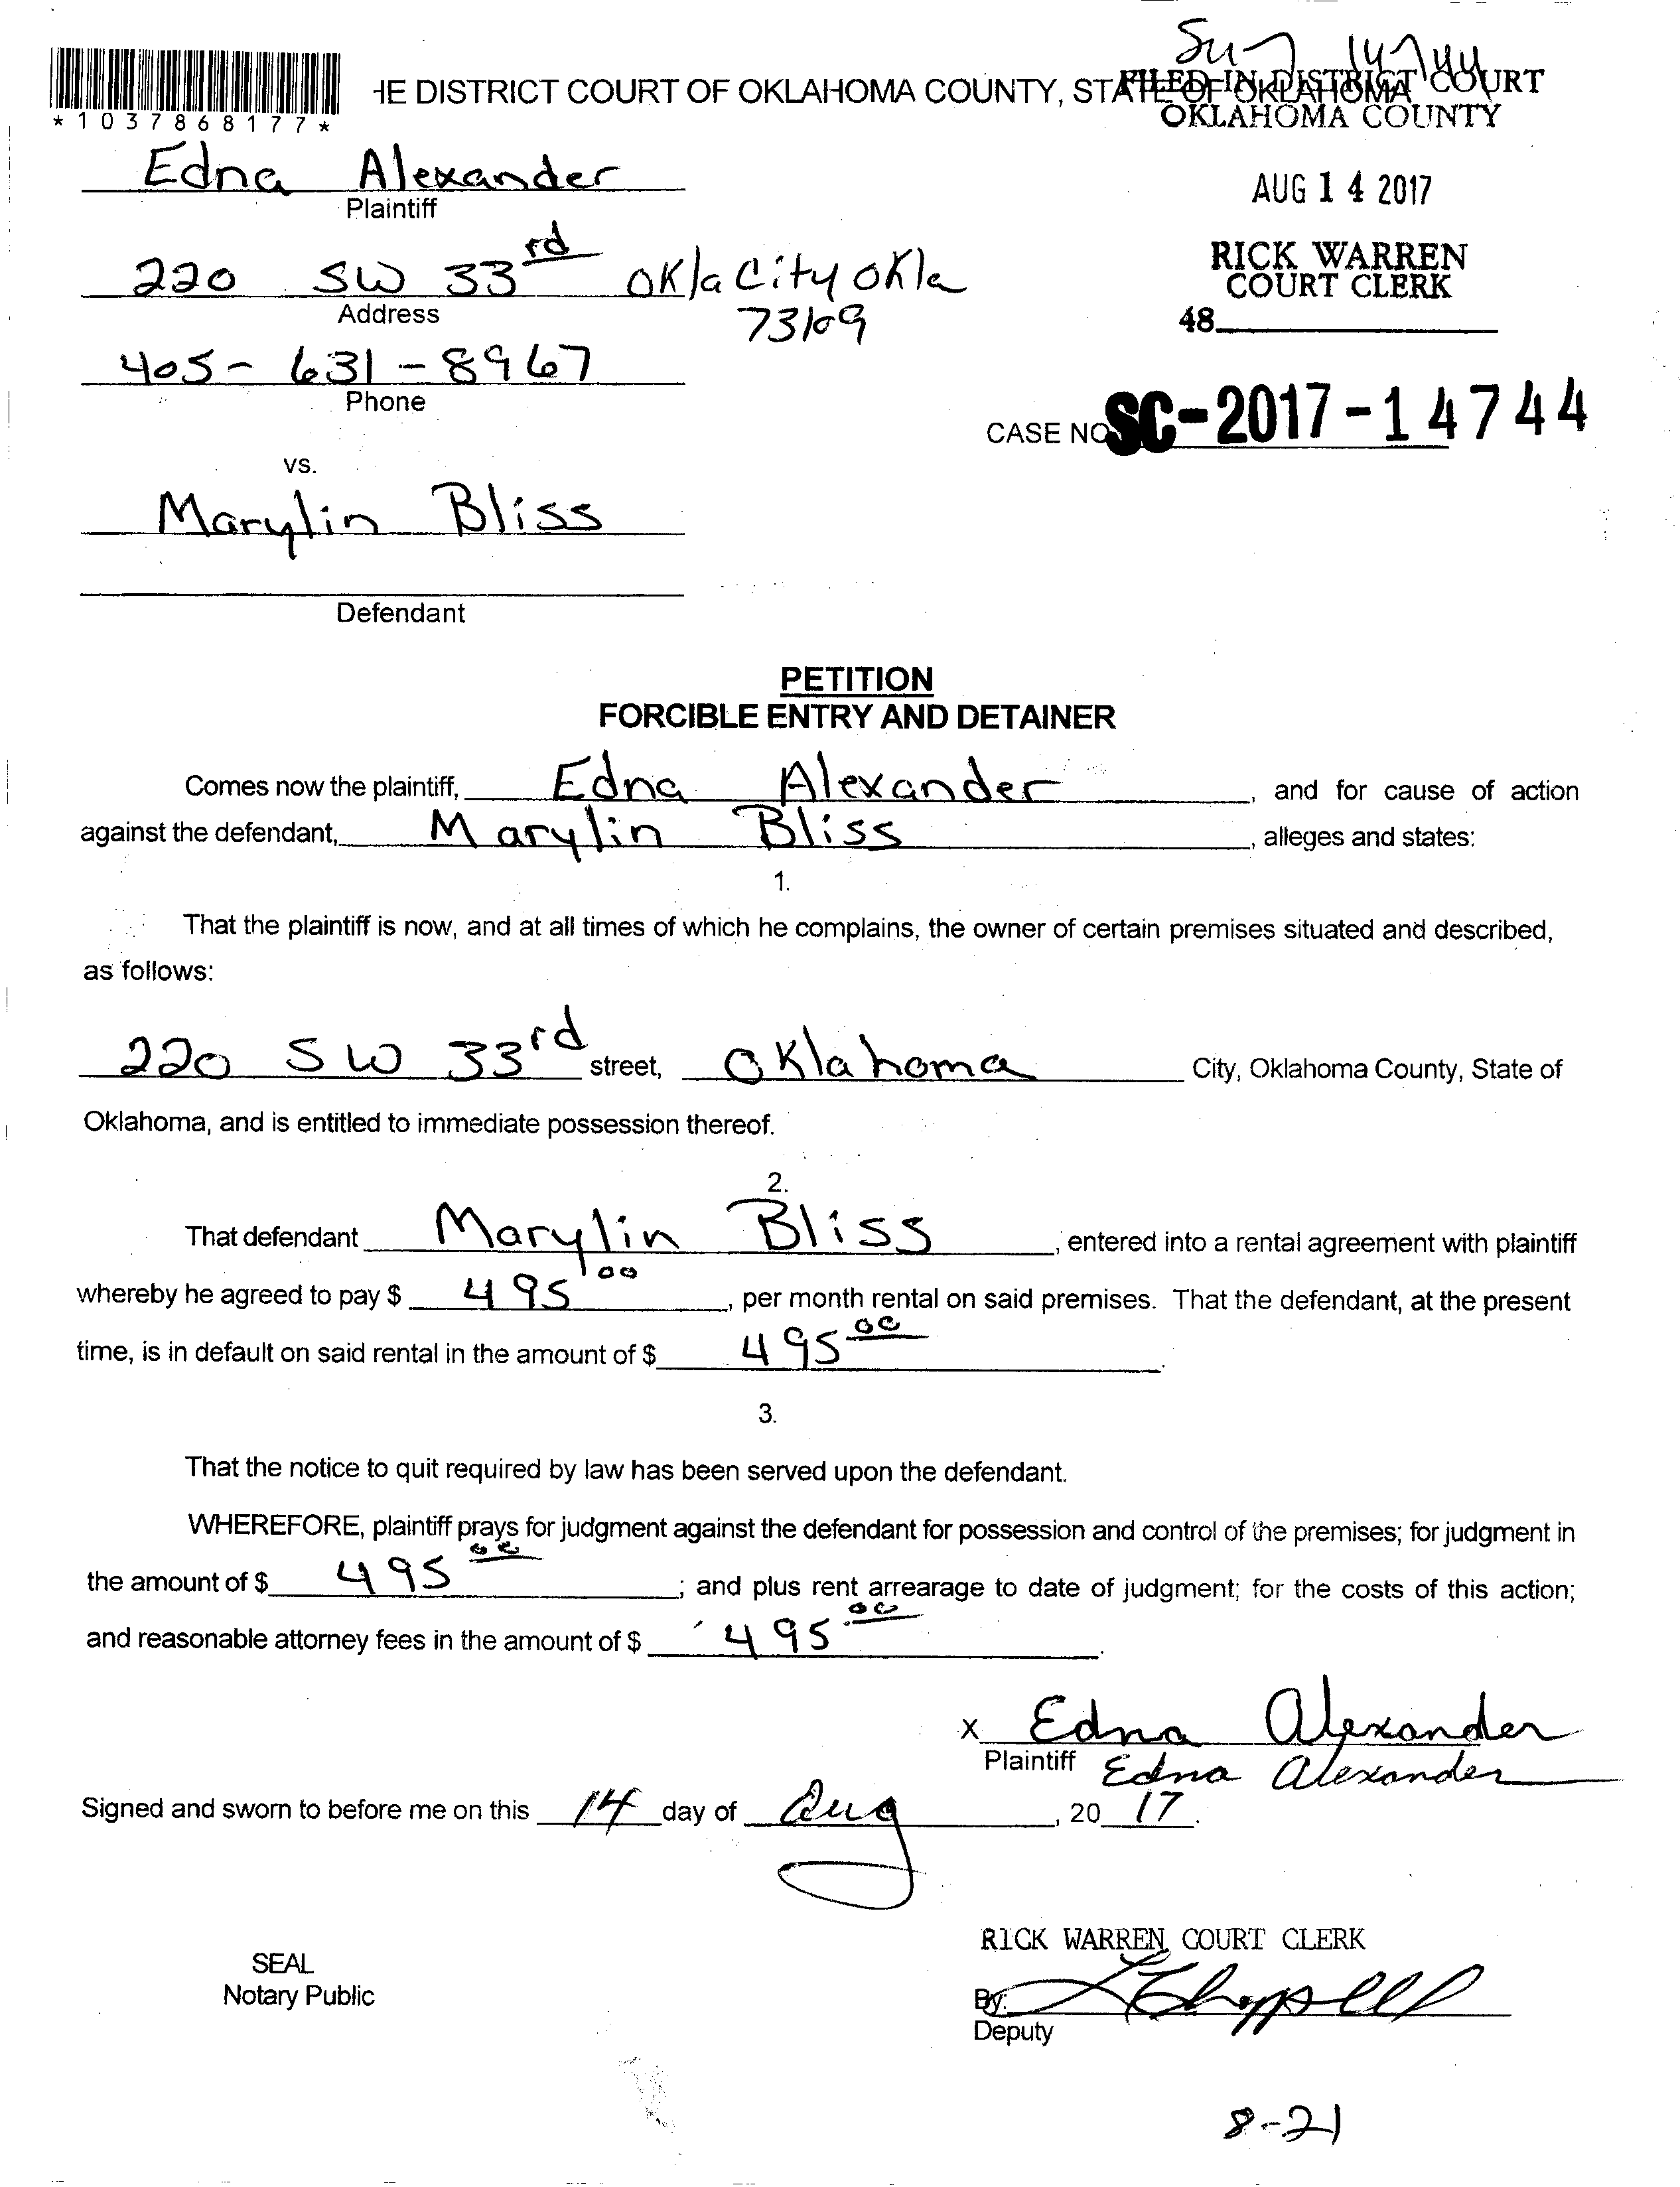 HE DISTRICT COURT OF OKLAHOMA COUNTY, STATE OF OKLAHOMA
FILED IN DISTRICT COURT
OKLAHOMA COUNTY
*1037868177*
Edna Alexander
Plaintiff
AUG 14 2017
220 SW 33rd Okla City Okla
Address
73109
RICK WARREN
COURT CLERK
48
405-631-8967
Phone
CASE NO SC-2017-14744
vs.
Marylin Bliss
Defendant
PETITION
FORCIBLE ENTRY AND DETAINER
Comes now the plaintiff, Edna Alexander, and for cause of action
against the defendant, Marylin Bliss, alleges and states:
1.
That the plaintiff is now, and at all times of which he complains, the owner of certain premises situated and described,
as follows:
220 SW 33rd street, Oklahoma City, Oklahoma County, State of
Oklahoma, and is entitled to immediate possession thereof.
2.
That defendant Marylin Bliss, entered into a rental agreement with plaintiff
whereby he agreed to pay $ 495 00, per month rental on said premises. That the defendant, at the present
time, is in default on said rental in the amount of $ 495 00.
3.
That the notice to quit required by law has been served upon the defendant.
WHEREFORE, plaintiff prays for judgment against the defendant for possession and control of the premises; for judgment in
the amount of $ 495 00; and plus rent arrearage to date of judgment; for the costs of this action;
and reasonable attorney fees in the amount of $ 495 00.
X Edna Alexander
Plaintiff Edna Alexander
Signed and sworn to before me on this 14 day of Aug, 20 17.
RICK WARREN COURT CLERK
SEAL
Notary Public
By:
Deputy
8-21